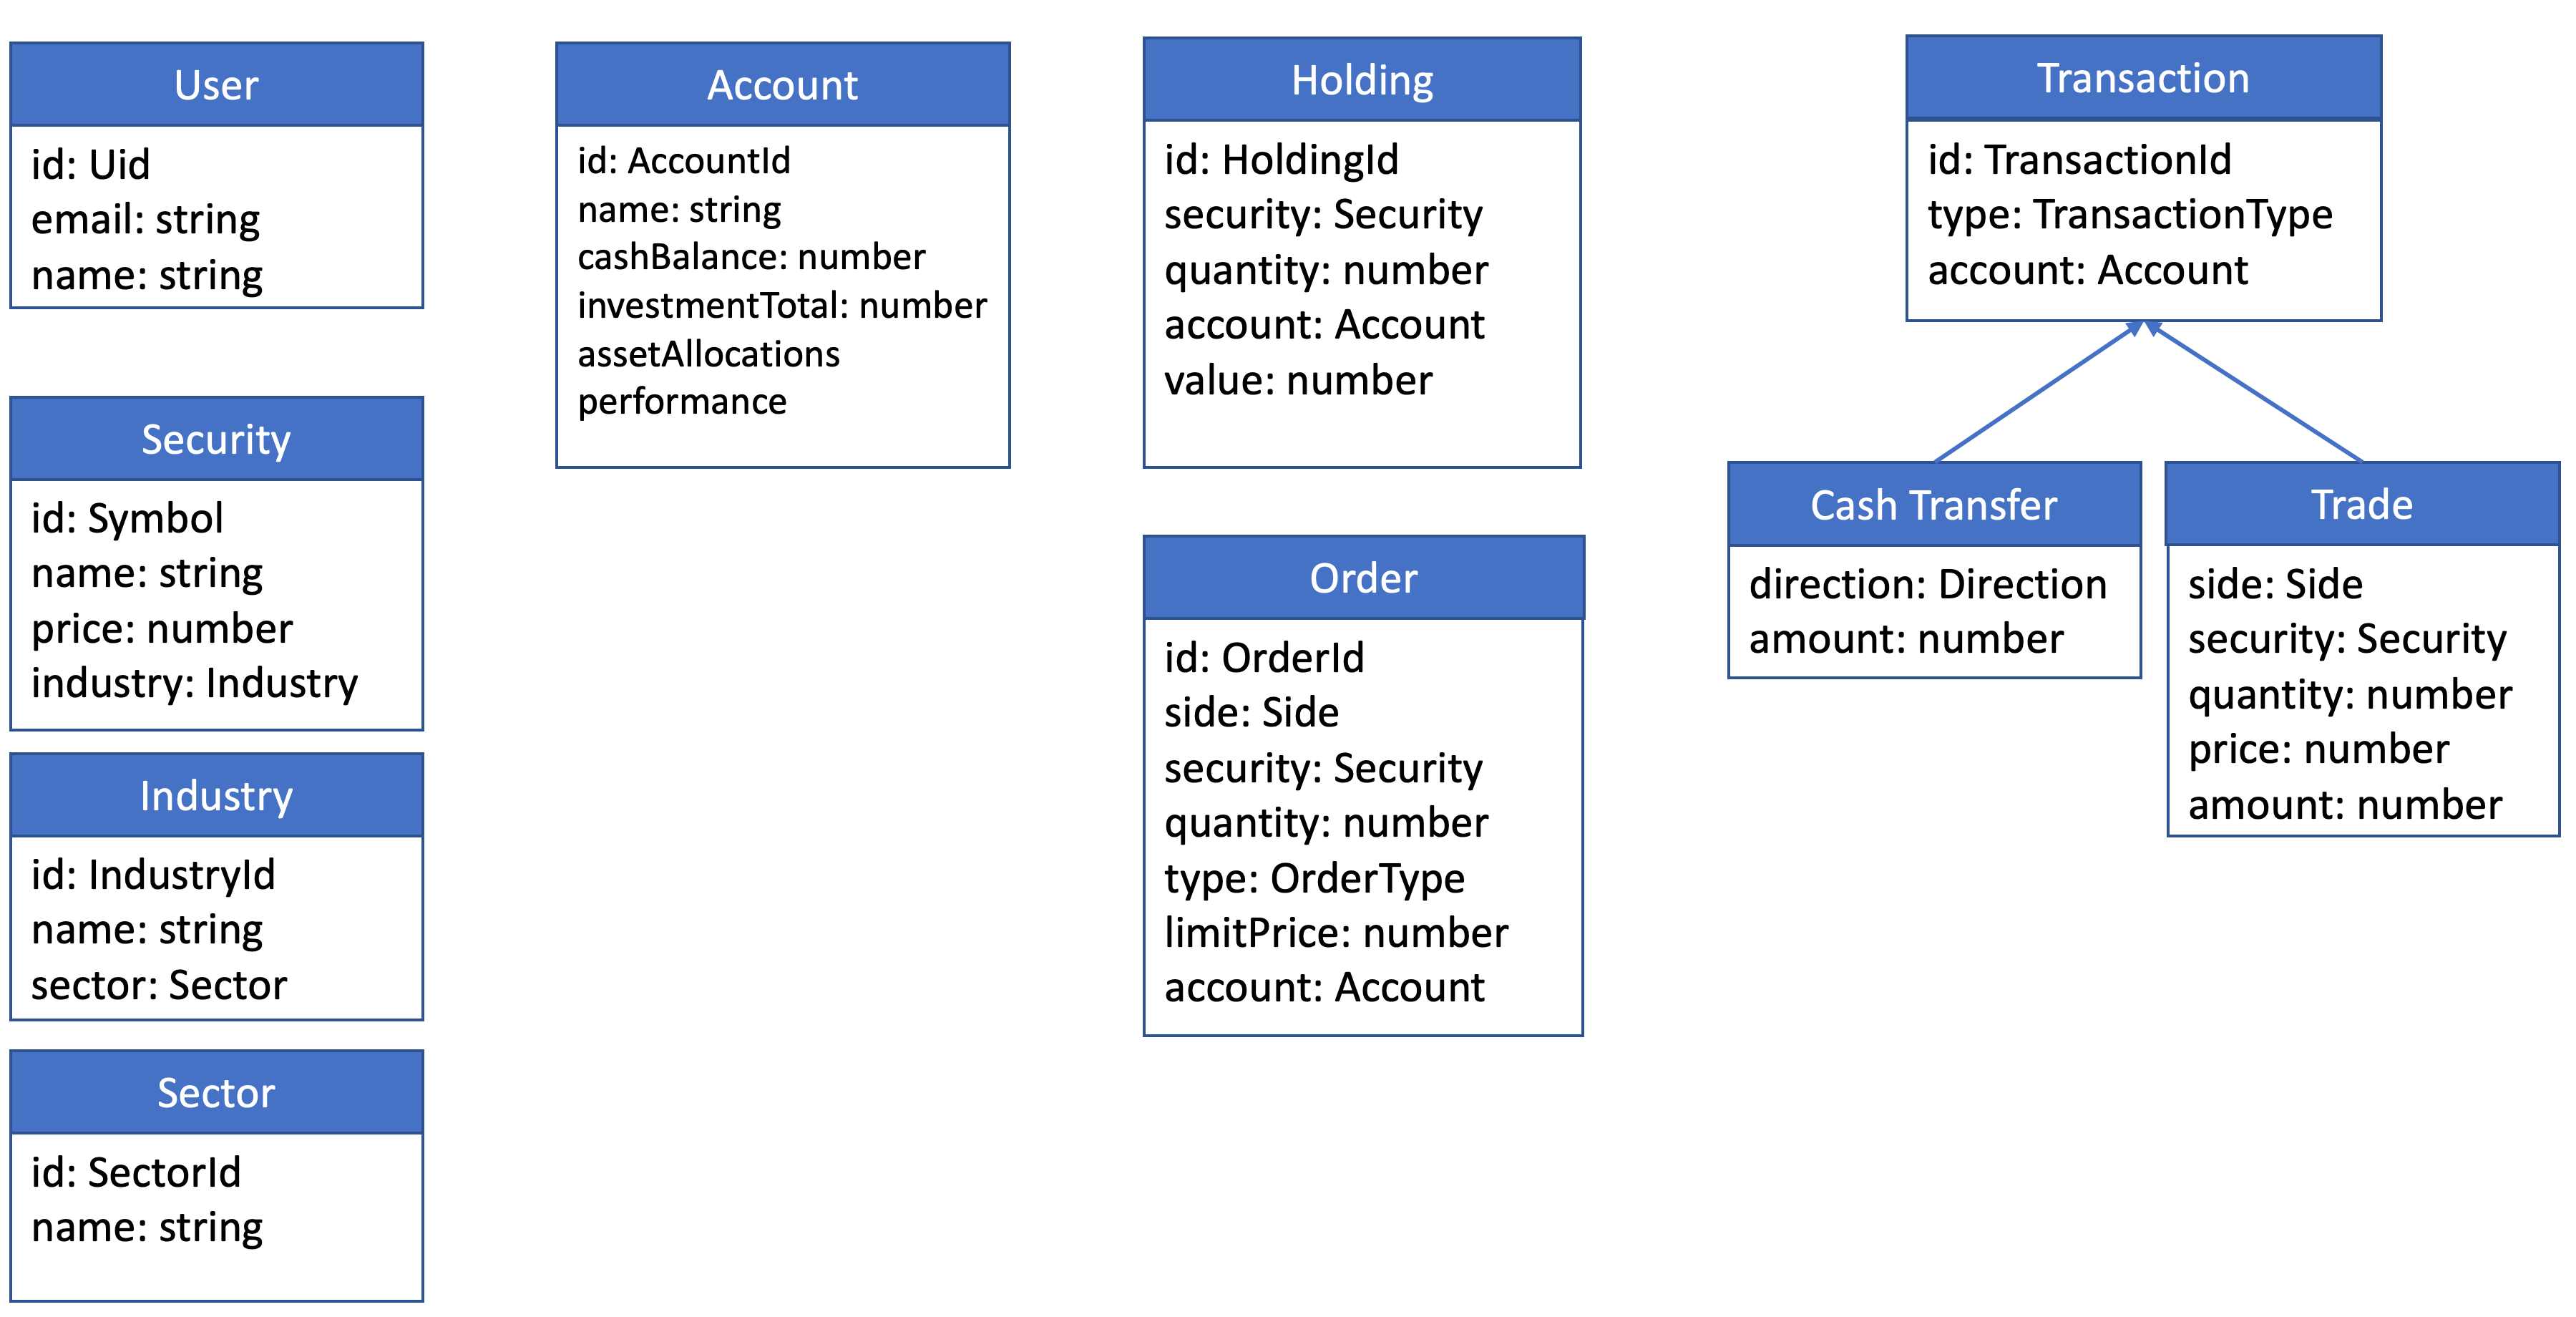 User
id: Uid
email: string
name: string
Security
id: Symbol
name: string
price: number
industry: Industry
Industry
id: IndustryId
name: string
sector: Sector
Sector
id: SectorId
name: string
Account
id: AccountId
name: string
cashBalance: number
investmentTotal: number
assetAllocations
performance
Holding
id: HoldingId
security: Security
quantity: number
account: Account
value: number
Order
id: OrderId
side: Side
security: Security
quantity: number
type: OrderType
limitPrice: number
account: Account
Transaction
id: TransactionId
type: TransactionType
account: Account
Cash Transfer
direction: Direction
amount: number
Trade
side: Side
security: Security
quantity: number
price: number
amount: number